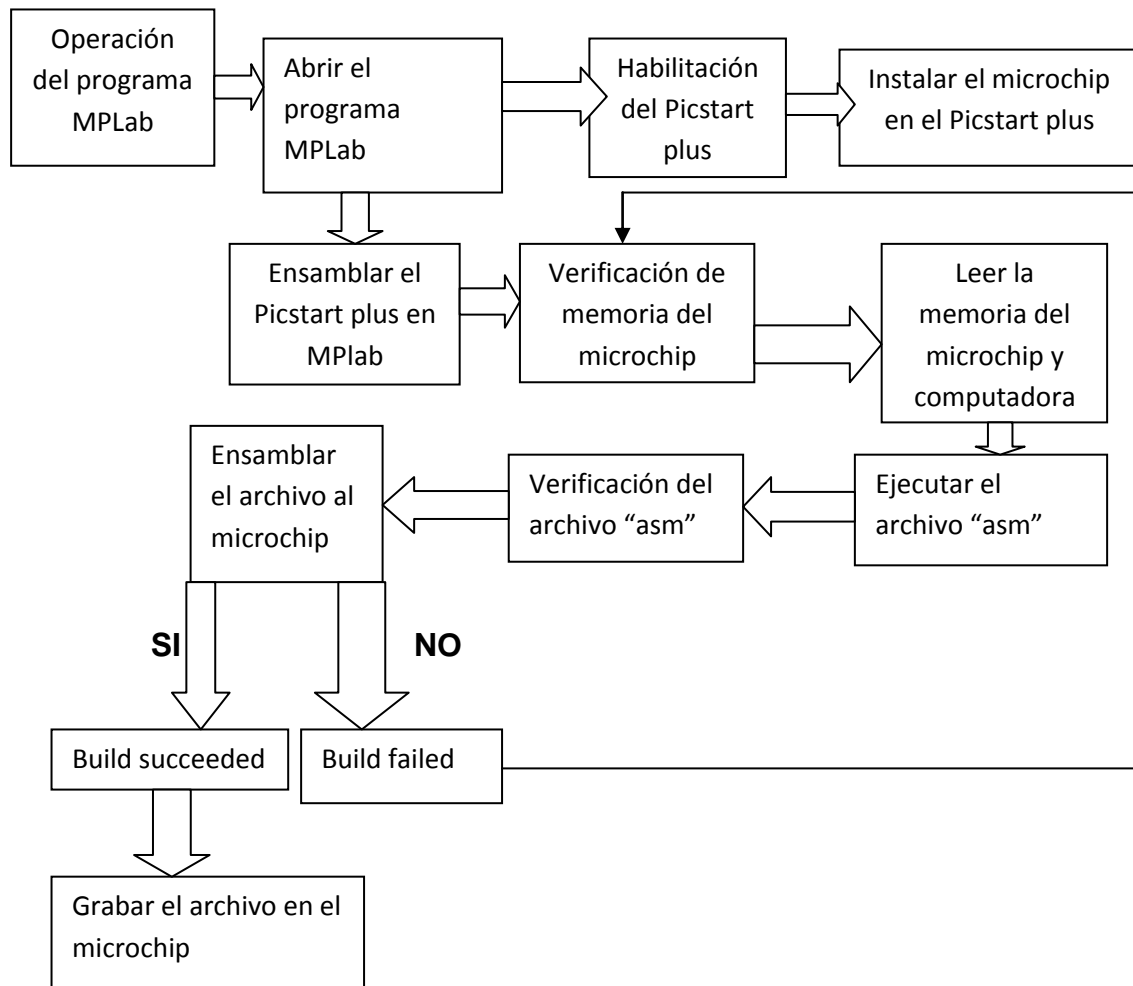 Operación
del programa
MPLab
Abrir el
programa
MPLab
Habilitación
del Picstart
plus
Instalar el microchip
en el Picstart plus
Ensamblar el
Picstart plus en
MPlab
Verificación de
memoria del
microchip
Leer la
memoria del
microchip y
computadora
Ensamblar
el archivo al
microchip
Verificación del
archivo “asm”
Ejecutar el
archivo “asm”
SI
NO
Build succeeded
Build failed
Grabar el archivo en el
microchip